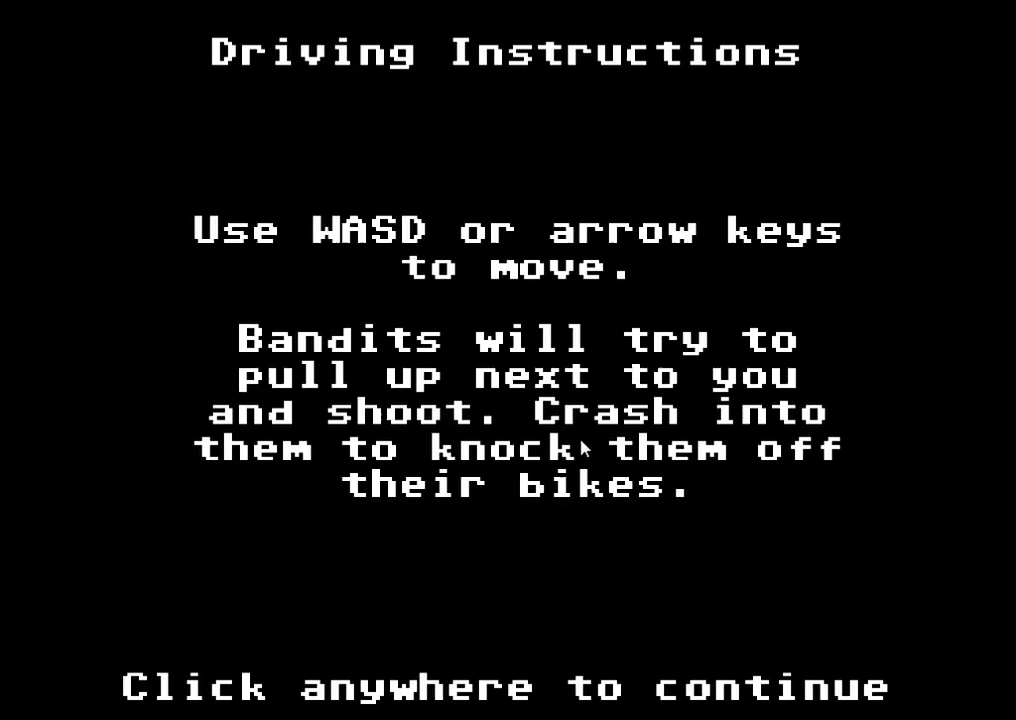 Driving Instructions
Use WASD or arrow keys
to move.
Bandits will try to
pull up next to you
and shoot. Crash into
them to knock them off
their bikes.
Click anywhere to continue